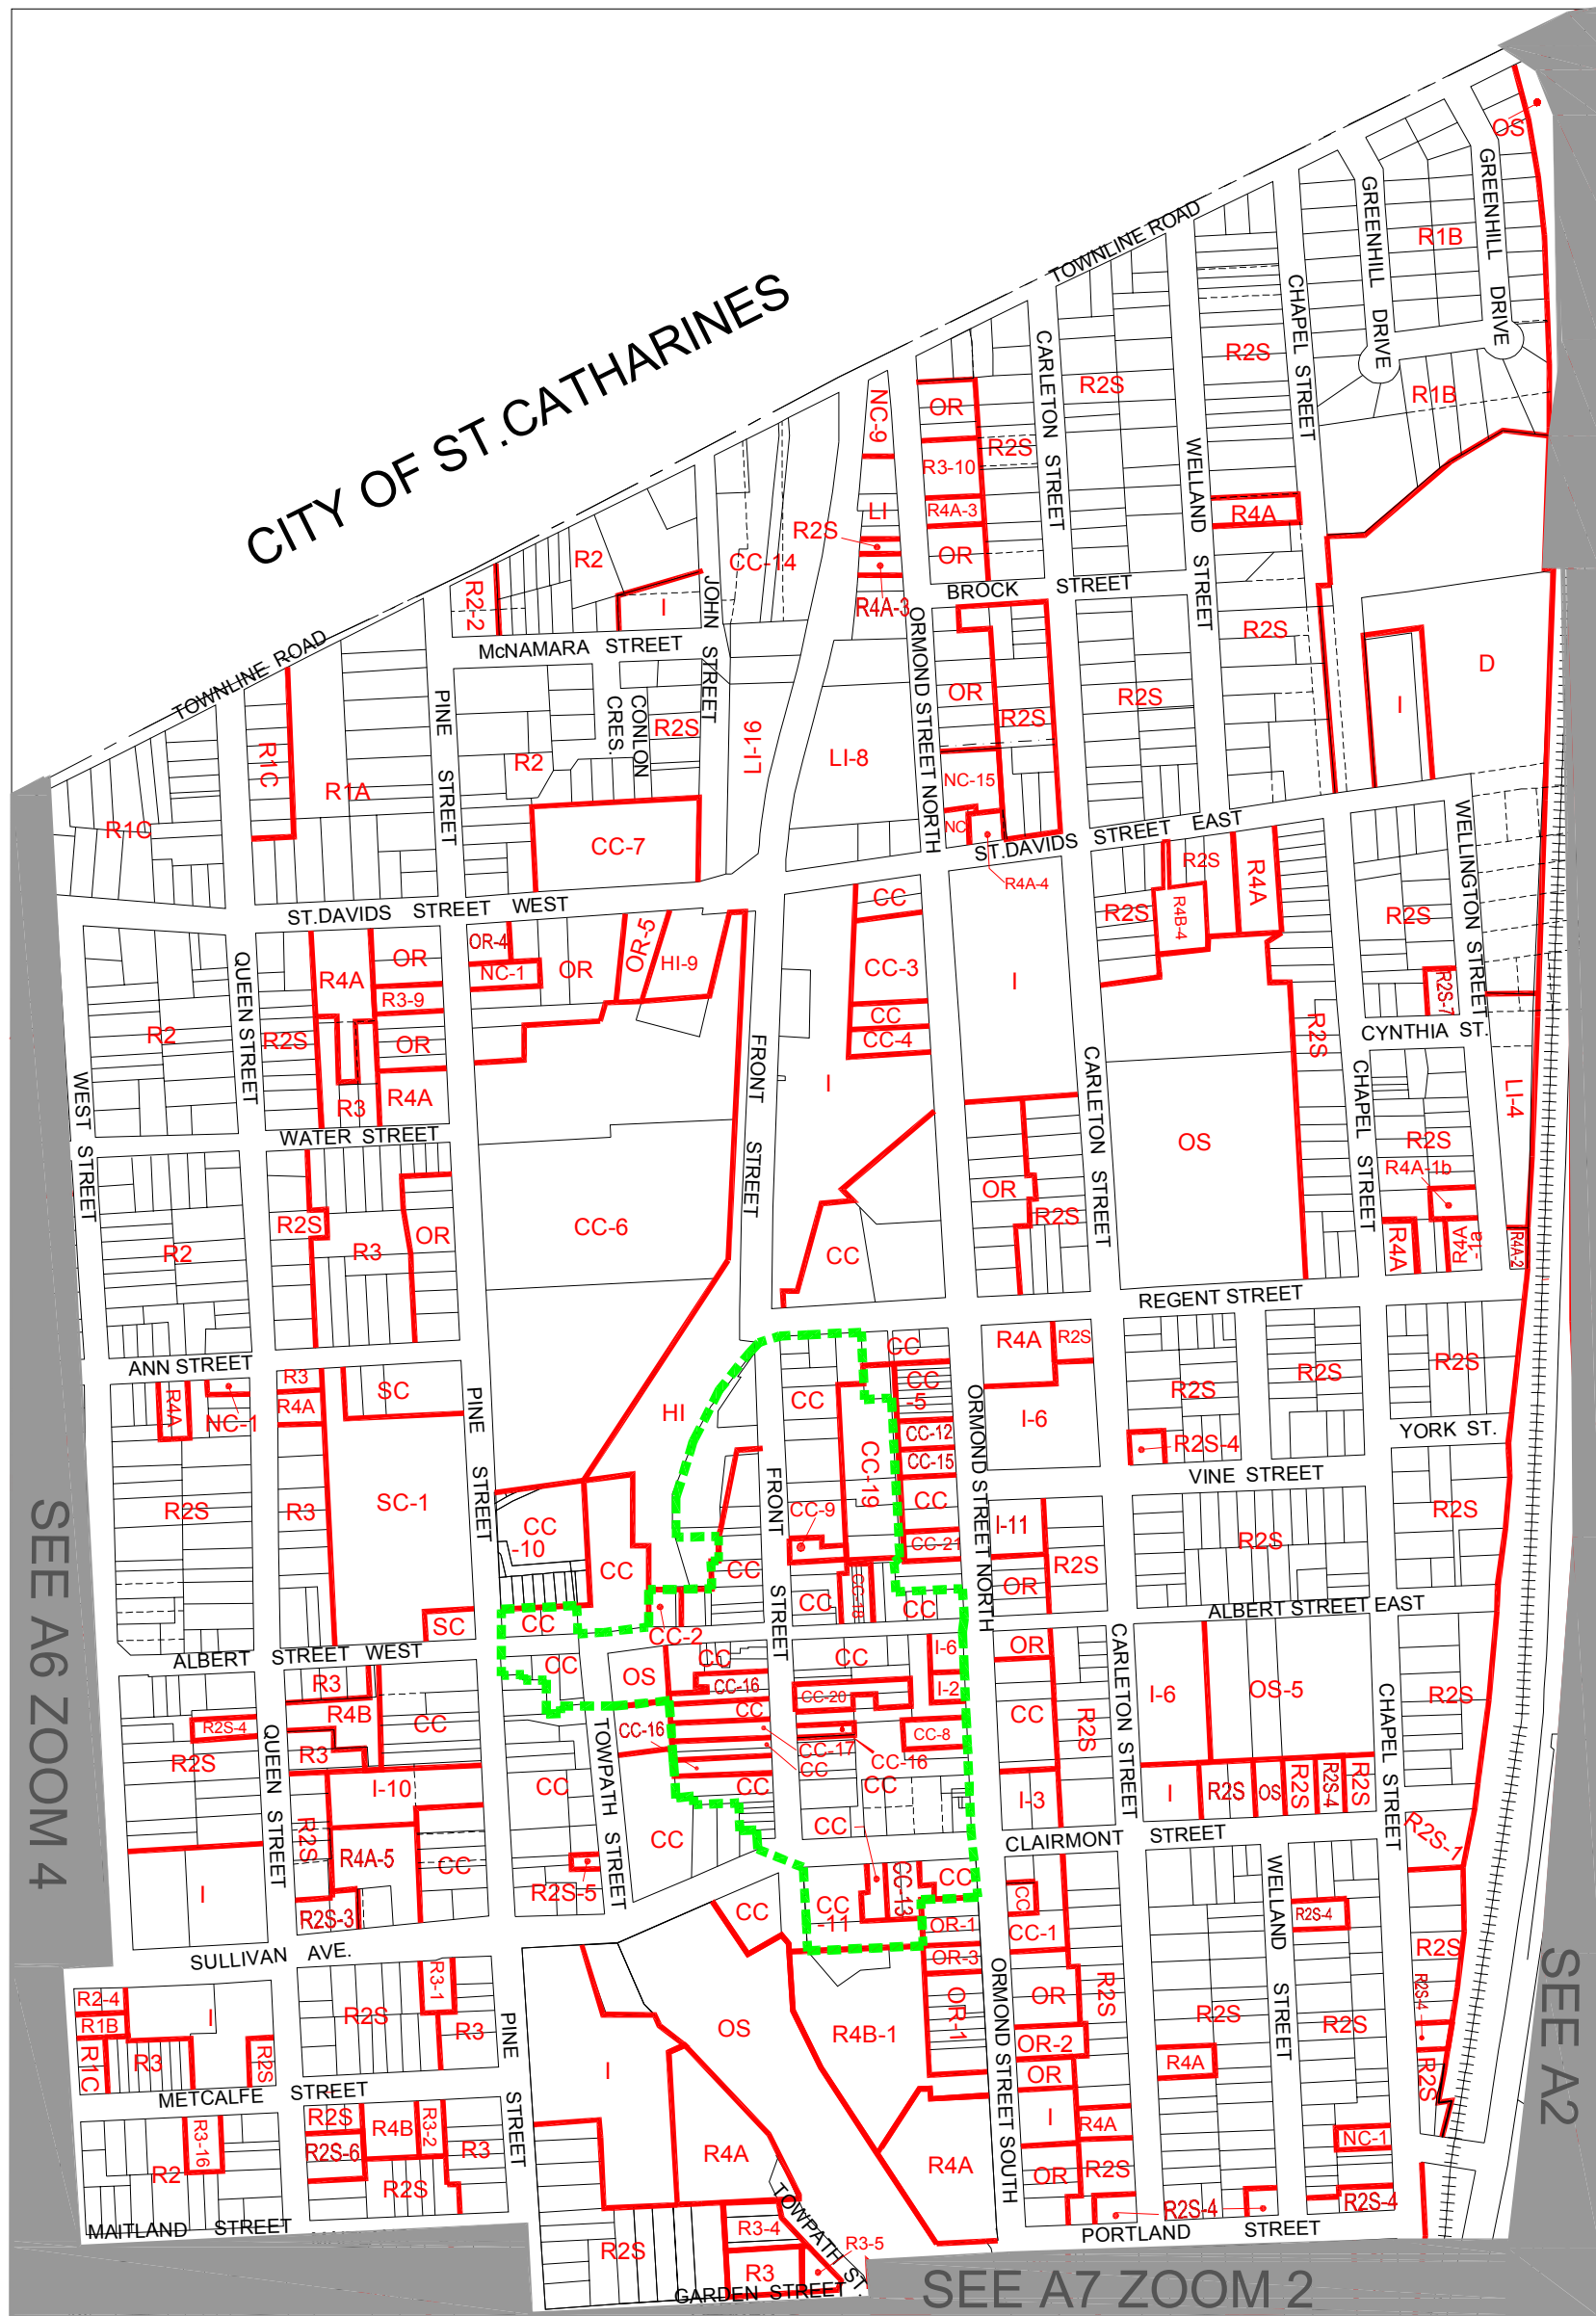 CITY OF ST.CATHARINES
TOWNLINE ROAD
TOWNLINE ROAD
OS
GREENHILL DRIVE
GREENHILL DRIVE
R1B
R1B
CHAPEL STREET
R2S
R2S
CARLETON STREET
WELLAND STREET
NC-9
OR
R2S
R3-10
R4A-3
OR
LI
R2S
R4A-3
R4A
BROCK STREET
CC-14
R2
R2-2
I
JOHN STREET
McNAMARA STREET
ORMOND STREET NORTH
R2S
D
I
OR
R2S
R2S
NC-15
NC
R4A-4
ST.DAVIDS STREET EAST
LI-16
LI-8
CONLON CRES.
R2S
R2
CC-7
PINE STREET
R1C
R1A
R1C
ST.DAVIDS STREET WEST
WELLINGTON STREET
R2S
R2S
R4A
R2S
R4B-4
R2S
R2S-7
CYNTHIA ST.
CC
CC-3
CC
CC-4
I
I
OR-4
NC-1
OR
OR-5
HI-9
OR
R4A
R3-9
OR
R4A
R3
R2S
R2
QUEEN STREET
WEST STREET
WATER STREET
FRONT STREET
CARLETON STREET
OS
R2S
CHAPEL STREET
LI-4
R2S
R4A-1b
R4A
R4A-1a
R4A-2
CC-6
CC
OR
R2S
R2S
R3
OR
R2
REGENT STREET
ANN STREET
R3
R4A
SC
R4A
NC-1
HI
CC
CC
CC-5
CC-12
CC-15
CC
CC-21
CC-19
CC-9
R4A
R2S
I-6
R2S
R2S
R2S
R2S-4
YORK ST.
VINE STREET
ORMOND STREET NORTH
PINE STREET
FRONT STREET
SC-1
R3
R2S
CC-10
CC
CC
CC
CC-18
CC
I-11
OR
R2S
R2S
R2S
SC
CC
CC-2
ALBERT STREET EAST
ALBERT STREET WEST
SEE A6 ZOOM 4
R3
R4B
R3
CC
R2S-4
R2S
QUEEN STREET
CC
OS
CC
CC-16
CC
CC-16
CC-17
CC
CC
CC
I-6
I-2
CC-20
CC-16
CC-8
CC
CC
OR
CC
R2S
I-3
CARLETON STREET
I-6
OS-5
CHAPEL STREET
R2S
I
R2S
OS
R2S
R2S-4
R2S
R2S-1
CLAIRMONT STREET
I-10
R2S
R4A-5
CC
CC
TOWPATH STREET
CC
R2S-5
I
R2S-3
SULLIVAN AVE.
CC
CC-11
CC-13
CC
OR-1
OR-3
OR-1
CC
CC-1
OR
R2S
OR-2
OR
I
R4A
OR
R2S
WELLAND STREET
R2S-4
R2S
R2S
R4A
R2S
R2S-4
R2S
NC-1
R2S-4
R2S-4
PORTLAND STREET
ORMOND STREET SOUTH
R2-4
R1B
R1C
R3
I
R2S
R2S
R3-1
R3
METCALFE STREET
PINE STREET
R2S
R2S-6
R4B
R3-2
R3
R2S
R3-16
R2
MAITLAND STREET
I
OS
R4B-1
R4A
R4A
R2S
R3-4
R3
R3-5
TOWPATH ST.
GARDEN STREET
SEE A7 ZOOM 2
SEE A2